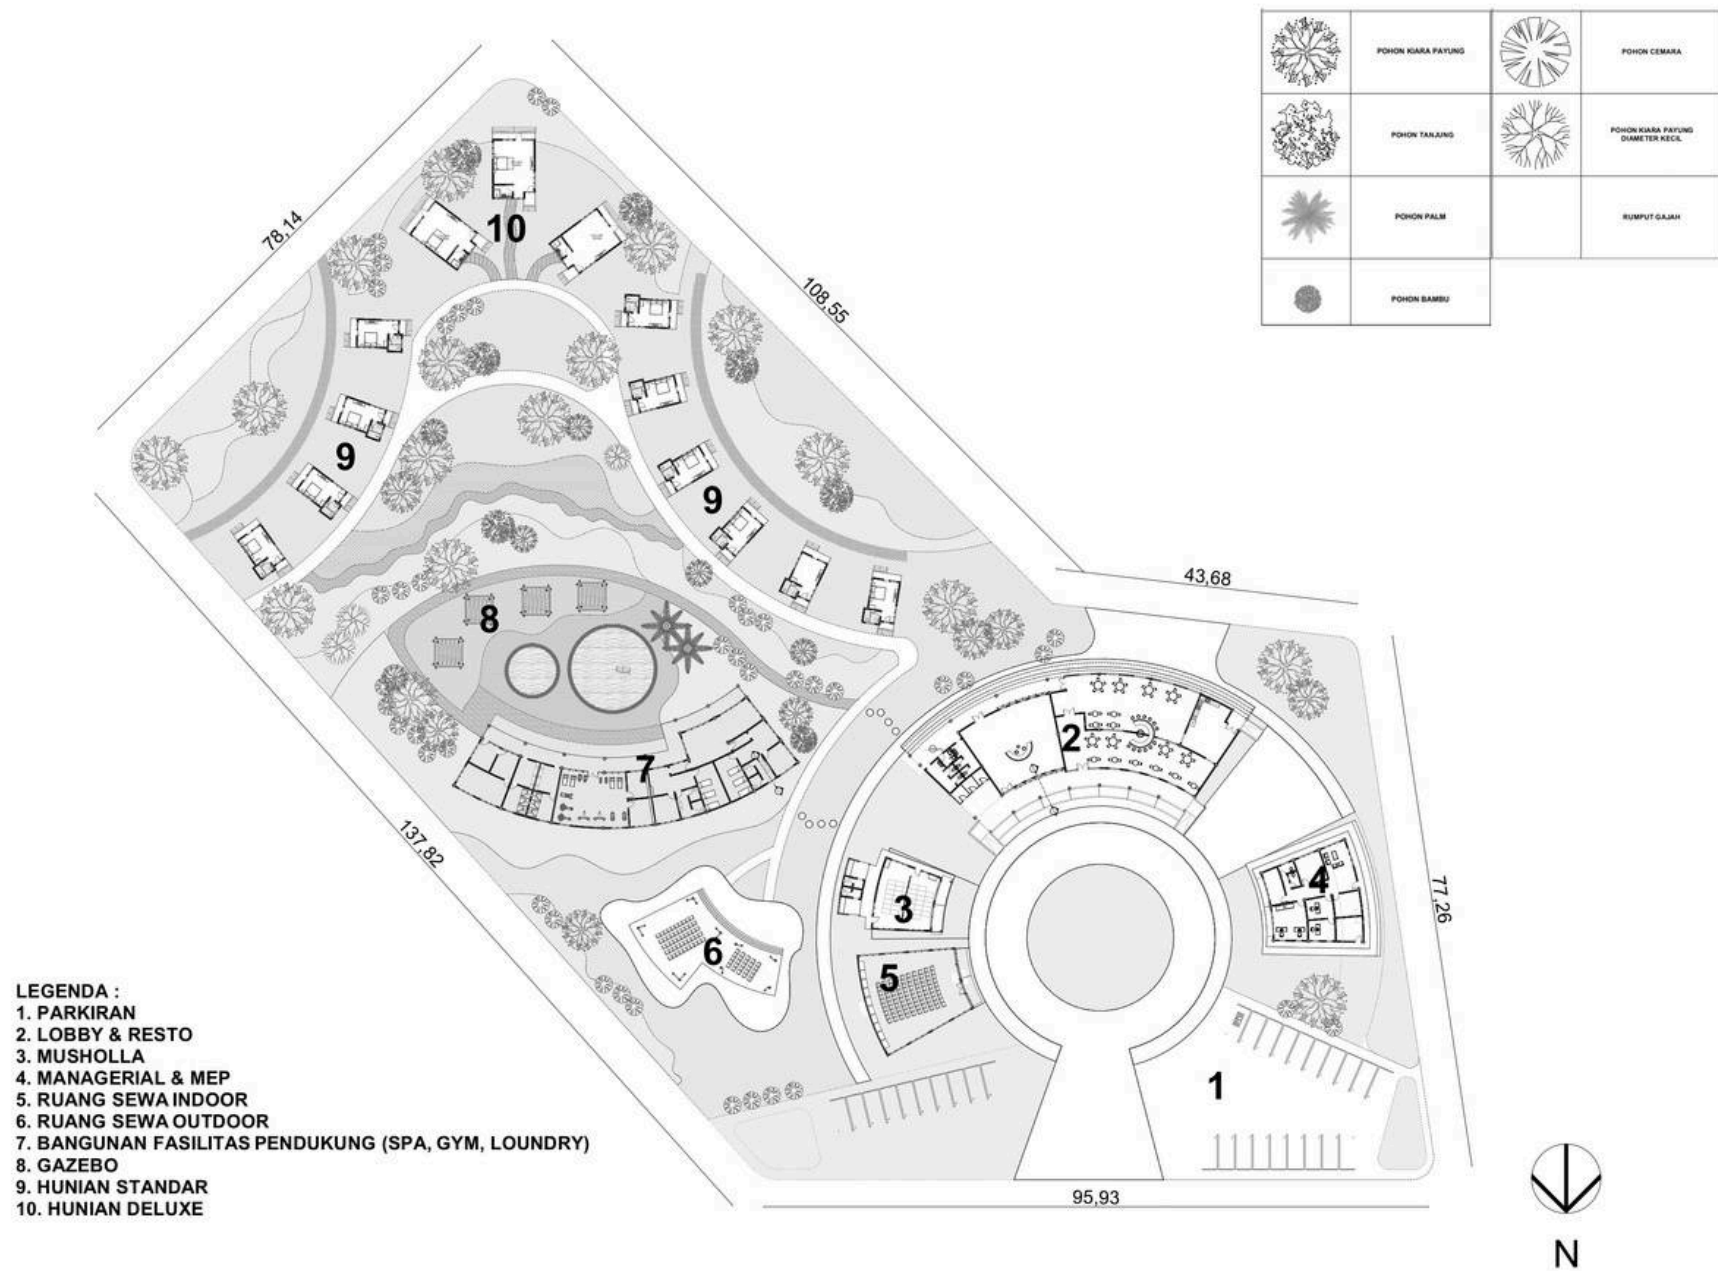 POHON KIARA PAYUNG
POHON CEMARA
POHON TANJUNG
POHON KIARA PAYUNG
DIAMETER KECIL
POHON PALM
RUMPUT GAJAH
POHON BAMBU
78,14
108,55
43,68
77,26
95,93
137,82
10
9
9
8
7
2
3
4
5
6
1
LEGENDA :
1. PARKIRAN
2. LOBBY & RESTO
3. MUSHOLLA
4. MANAGERIAL & MEP
5. RUANG SEWA INDOOR
6. RUANG SEWA OUTDOOR
7. BANGUNAN FASILITAS PENDUKUNG (SPA, GYM, LOUNDRY)
8. GAZEBO
9. HUNIAN STANDAR
10. HUNIAN DELUXE
N